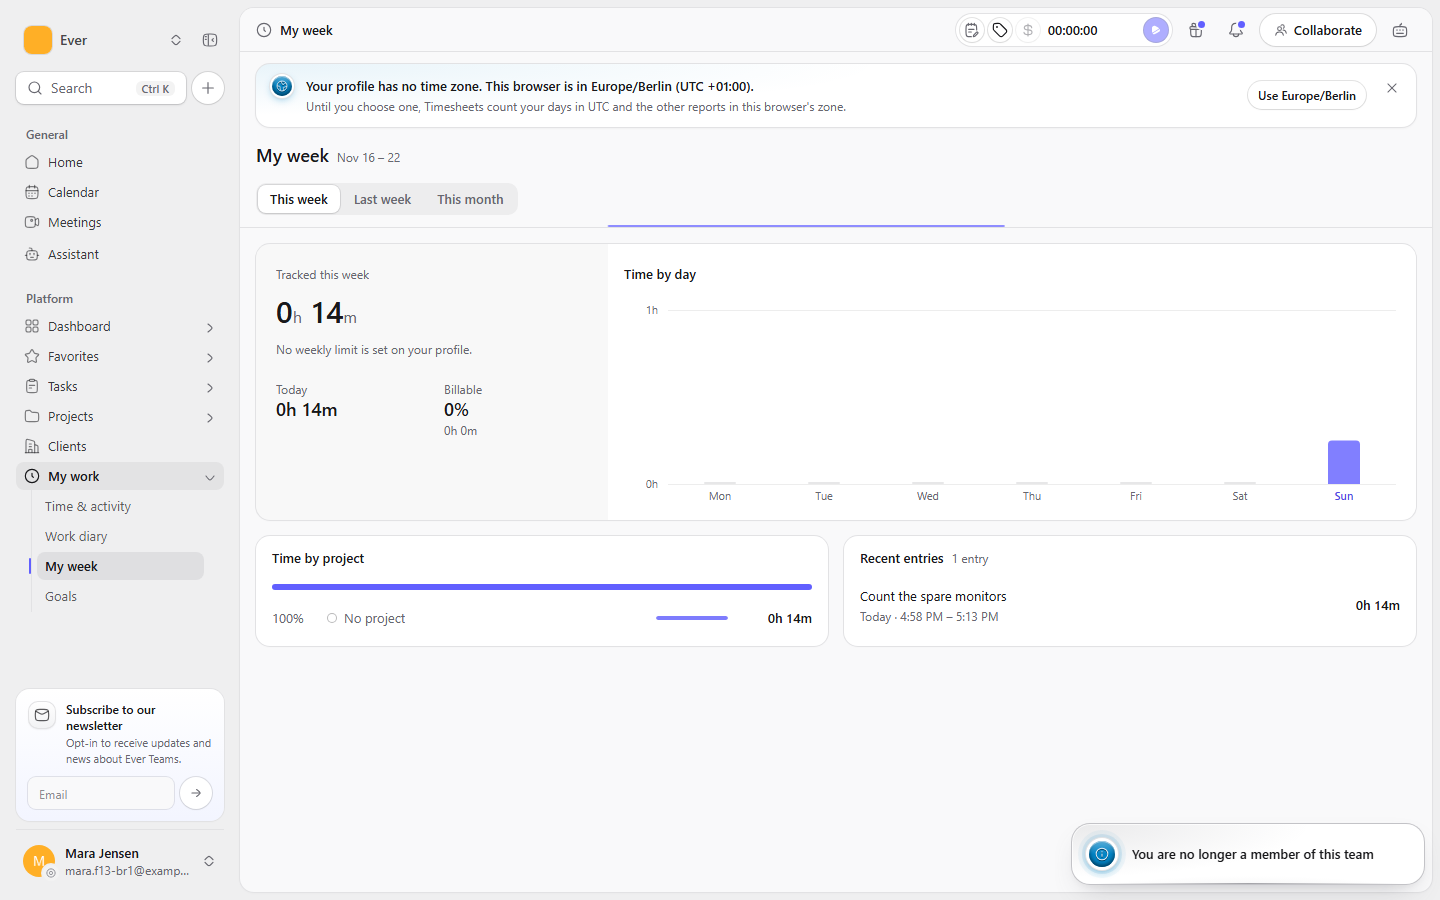 Ever
Search
Ctrl K
General
Home
Calendar
Meetings
Assistant
Platform
Dashboard
Favorites
Tasks
Projects
Clients
My work
Time & activity
Work diary
My week
Goals
Subscribe to our
newsletter
Opt-in to receive updates and
news about Ever Teams.
Email
M
Mara Jensen
mara.f13-br1@examp...
My week
00:00:00
Collaborate
Your profile has no time zone. This browser is in Europe/Berlin (UTC +01:00).
Until you choose one, Timesheets count your days in UTC and the other reports in this browser's zone.
Use Europe/Berlin
My week Nov 16 – 22
This week
Last week
This month
Tracked this week
0h 14m
No weekly limit is set on your profile.
Today
0h 14m
Billable
0%
0h 0m
Time by day
1h
0h
Mon Tue Wed Thu Fri Sat Sun
Time by project
100% No project 0h 14m
Recent entries 1 entry
Count the spare monitors
Today · 4:58 PM – 5:13 PM
0h 14m
You are no longer a member of this team